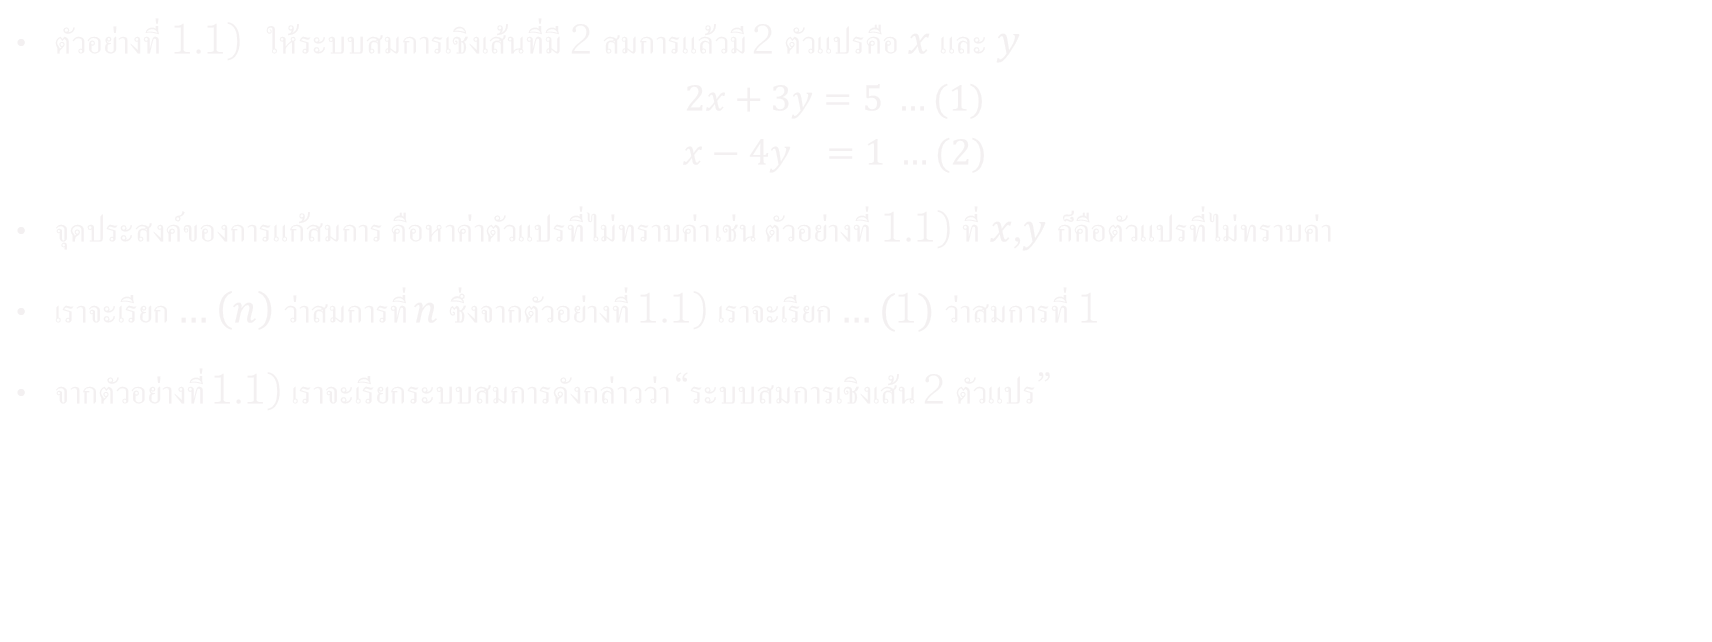 • ตัวอย่างที่ 1.1) ให้ระบบสมการเชิงเส้นที่มี 2 สมการแล้วมี 2 ตัวแปรคือ x และ y
2x + 3y = 5 ... (1)
x − 4y = 1 ... (2)
• จุดประสงค์ของการแก้สมการ คือหาค่าตัวแปรที่ไม่ทราบค่าเช่น ตัวอย่างที่ 1.1) ที่ x,y ก็คือตัวแปรที่ไม่ทราบค่า
• เราจะเรียก ... (n) ว่าสมการที่ n ซึ่งจากตัวอย่างที่ 1.1) เราจะเรียก ... (1) ว่าสมการที่ 1
• จากตัวอย่างที่ 1.1) เราจะเรียกระบบสมการดังกล่าวว่า “ระบบสมการเชิงเส้น 2 ตัวแปร”